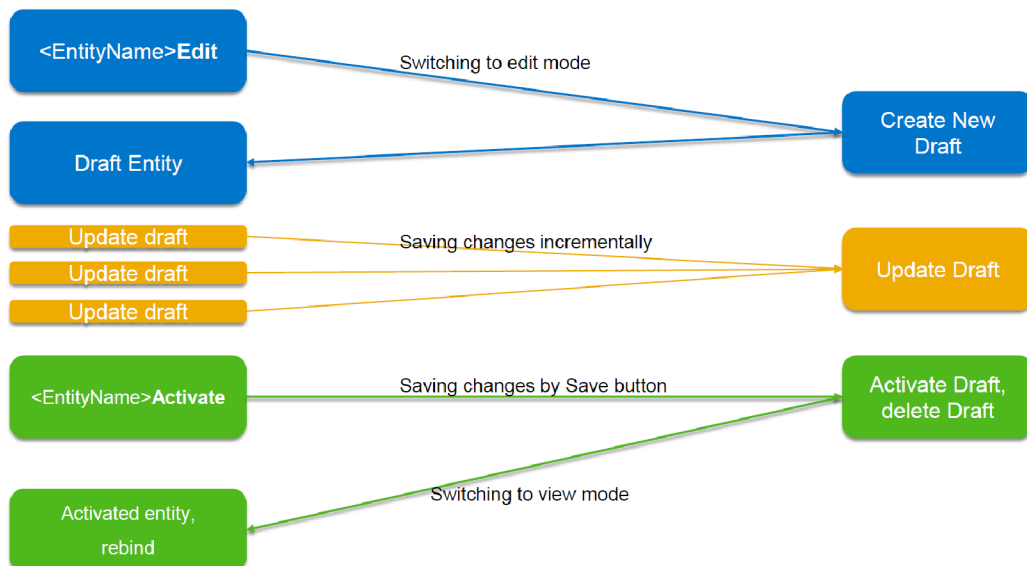 <EntityName>Edit
Switching to edit mode
Create New
Draft
Draft Entity
Update draft
Saving changes incrementally
Update draft
Update Draft
Update draft
<EntityName>Activate
Saving changes by Save button
Activate Draft,
delete Draft
Switching to view mode
Activated entity,
rebind